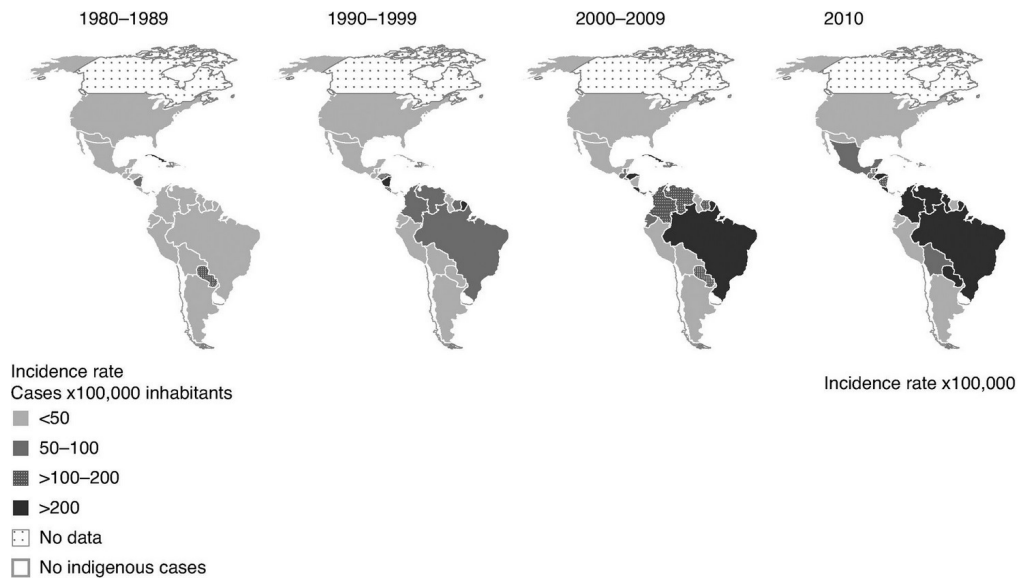 1980–1989
1990–1999
2000–2009
2010
Incidence rate
Cases x100,000 inhabitants
<50
50–100
>100–200
>200
No data
No indigenous cases
Incidence rate x100,000